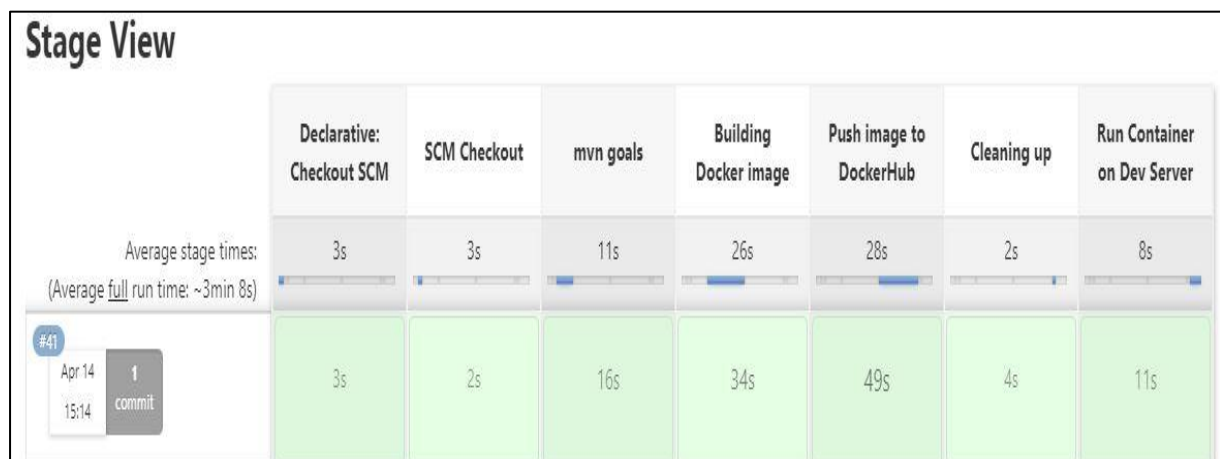 Stage View
Declarative:
Checkout SCM
SCM Checkout
mvn goals
Building
Docker image
Push image to
DockerHub
Cleaning up
Run Container
on Dev Server
Average stage times:
(Average full run time: ~3min 8s)
3s
3s
11s
26s
28s
2s
8s
#41
Apr 14
15:14
1
commit
3s
2s
16s
34s
49s
4s
11s